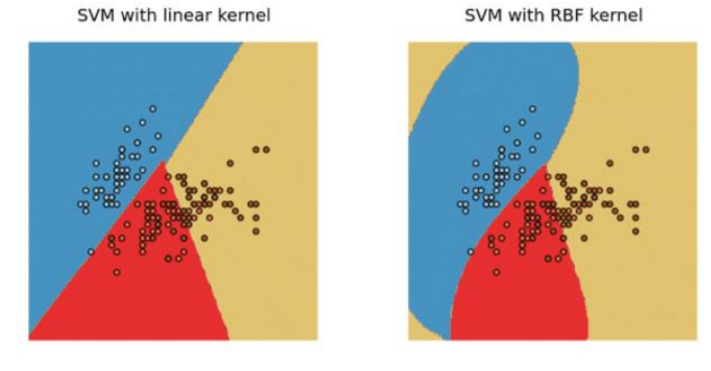 SVM with linear kernel
SVM with RBF kernel